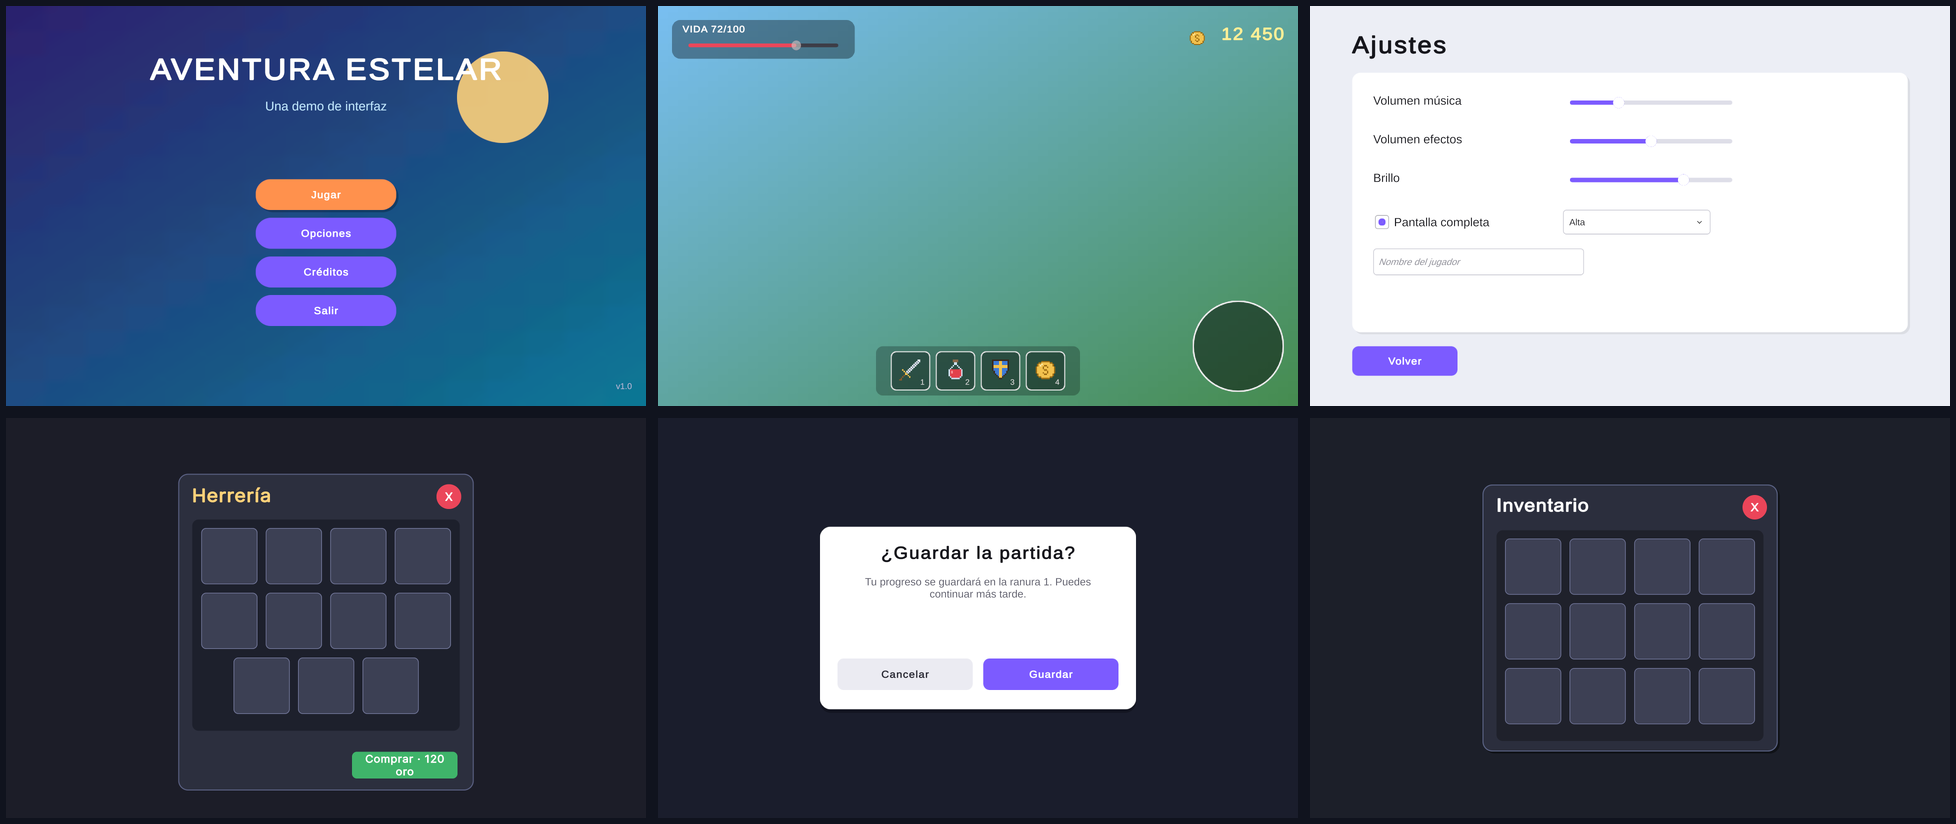 AVENTURA ESTELAR
Una demo de interfaz
Jugar
Opciones
Créditos
Salir
v1.0
VIDA 72/100
$ 12 450
1
2
3
$ 4
Ajustes
Volumen música
Volumen efectos
Brillo
Pantalla completa
Alta
Nombre del jugador
Volver
Herrería
X
Comprar · 120
oro
¿Guardar la partida?
Tu progreso se guardará en la ranura 1. Puedes
continuar más tarde.
Cancelar
Guardar
Inventario
X